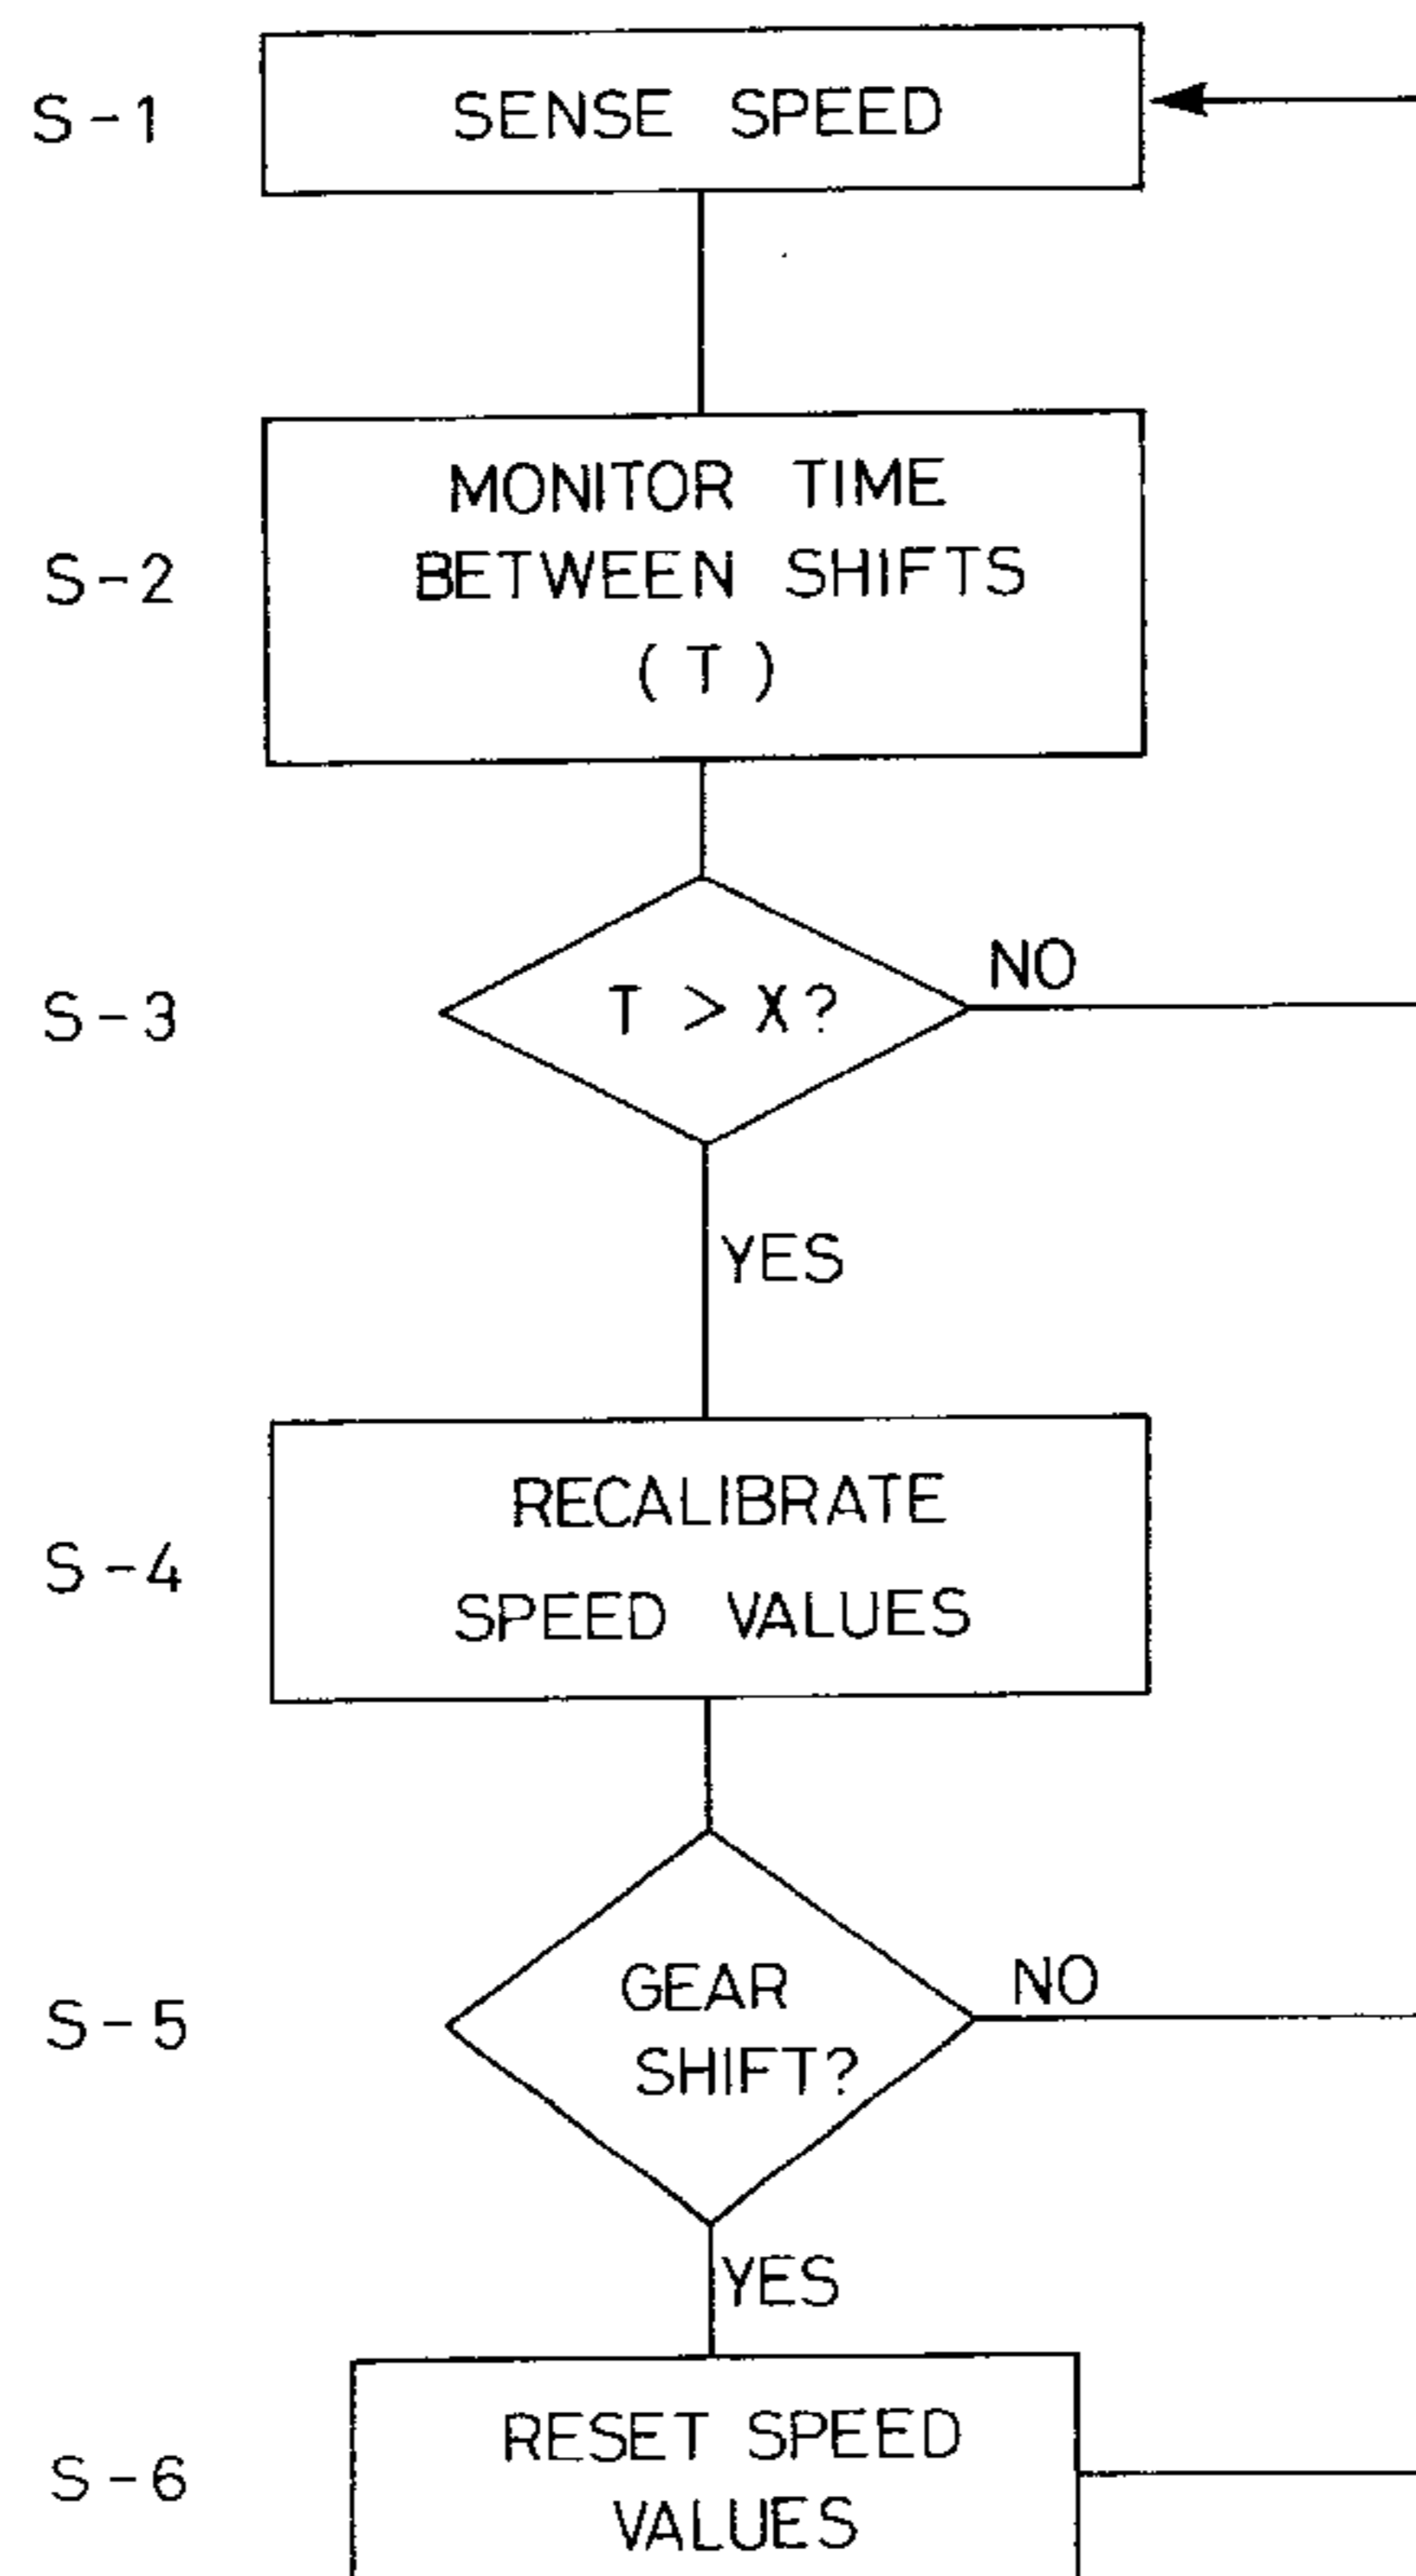 S-1
SENSE SPEED
S-2
MONITOR TIME
BETWEEN SHIFTS
( T )
S-3
T > X?
NO
YES
S-4
RECALIBRATE
SPEED VALUES
S-5
GEAR
SHIFT?
NO
YES
S-6
RESET SPEED
VALUES